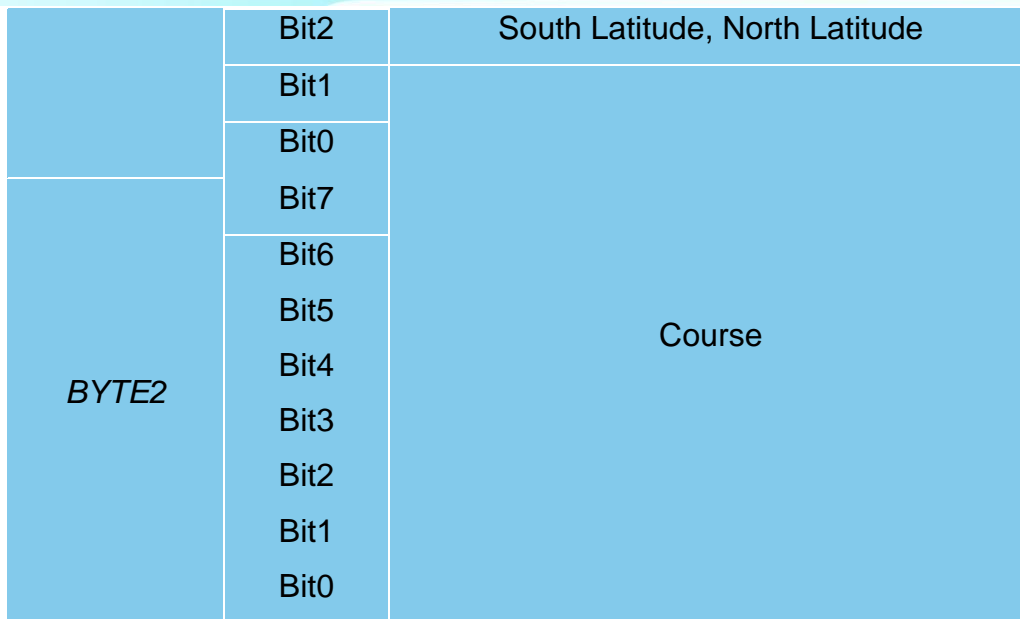 Bit2 South Latitude, North Latitude
Bit1
Bit0
Bit7
Bit6
Bit5
Course
Bit4
BYTE2
Bit3
Bit2
Bit1
Bit0